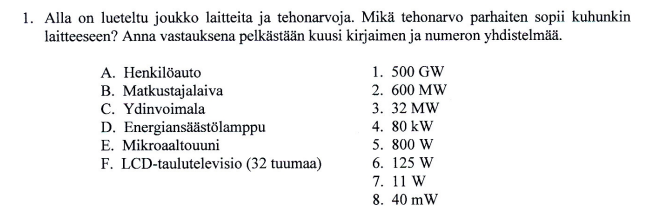 1. Alla on lueteltu joukko laitteita ja tehonarvoja. Mikä tehonarvo parhaiten sopii kuhunkin
laitteeseen? Anna vastauksena pelkästään kuusi kirjaimen ja numeron yhdistelmää.
A. Henkilöauto 1. 500 GW
B. Matkustajalaiva 2. 600 MW
C. Ydinvoimala 3. 32 MW
D. Energiansäästölamppu 4. 80 kW
E. Mikroaaltouuni 5. 800 W
F. LCD-taulutelevisio (32 tuumaa) 6. 125 W
7. 11 W
8. 40 mW